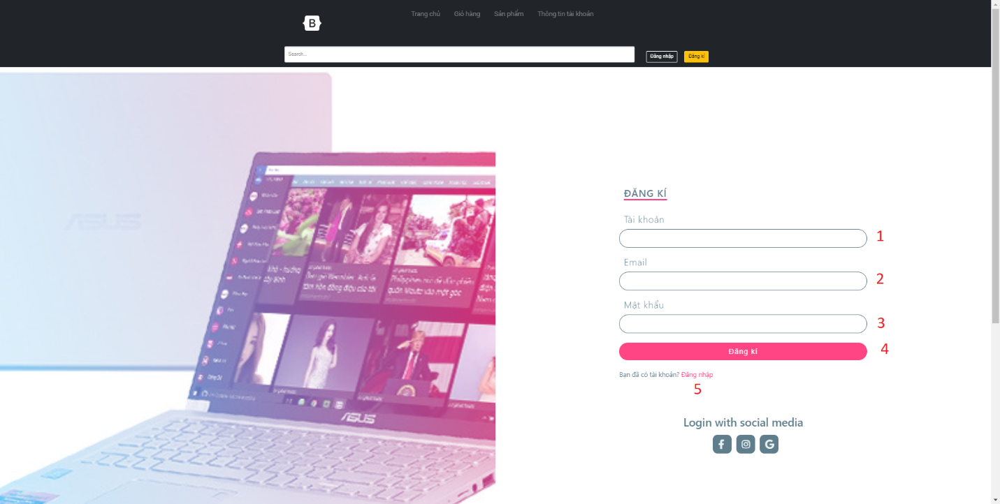 Trang chủ Giỏ hàng Sản phẩm Thông tin tài khoản
B
Search...
Đăng nhập Đăng kí
ASUS
ĐĂNG KÍ
Tài khoản
1
Email
2
Mật khẩu
3
Đăng kí
4
Bạn đã có tài khoản? Đăng nhập
5
ASUS
Login with social media